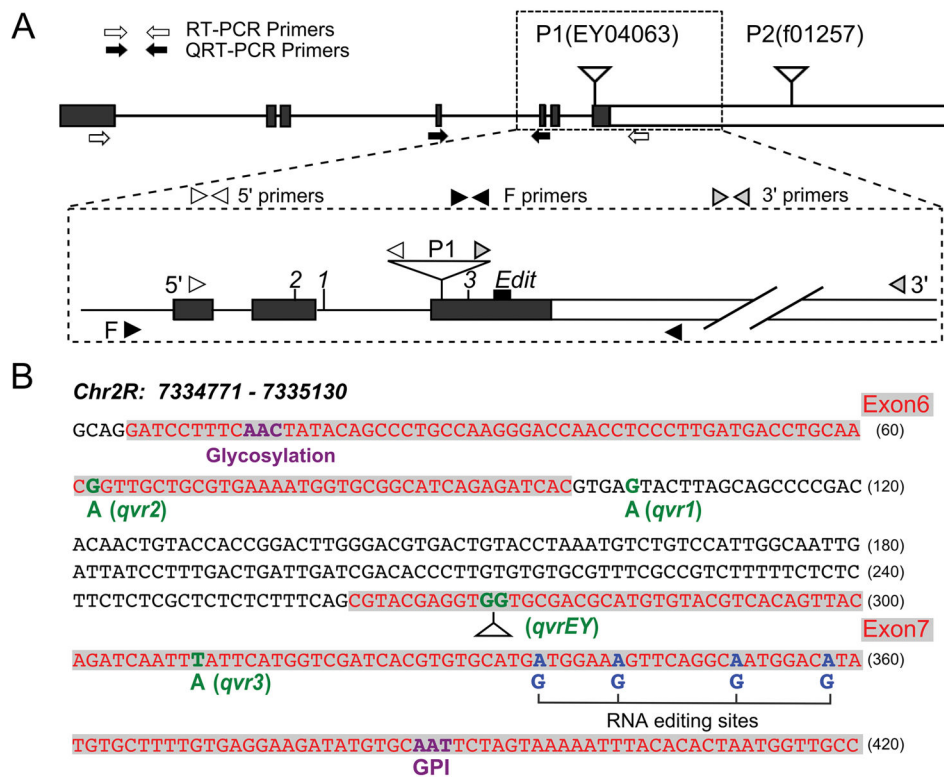 A
RT-PCR Primers
QRT-PCR Primers
P1(EY04063)
P2(f01257)
5' primers
F primers
3' primers
P1
5'
2
1
3
Edit
3'
F
B
Chr2R: 7334771 - 7335130
Exon6
GCAGGATCCTTTCAACTATACAGCCCTGCCAAGGGACCAACCTCCCTTGATGACCTGCAA (60)
Glycosylation
CGGTTGCTGCGTGAAAATGGTGCGGCATCAGAGATCACGTGAGTACTTAGCAGCCCCGAC (120)
A (qvr2)
A (qvr1)
ACAACTGTACCACCGGACTTGGGACGTGACTGTACCTAAATGTCTGTCCATTGGCAATTG (180)
ATTATCCTTTGACTGATTGATCGACACCCTTGTGTGTGCGTTTCGCCGTCTTTTTCTCTC (240)
TTCTCTCGCTCTCTCTTTCAGCGTACGAGGTGGTGCGACGCATGTGTACGTCACAGTTAC (300)
(qvrEY)
Exon7
AGATCAATTTATTCATGGTCGATCACGTGTGCATGATGGAAAGTTCAGGCAATGGACATA (360)
A (qvr3)
G G G G
RNA editing sites
TGTGCTTTTGTGAGGAAGATATGTGCAATTCTAGTAAAAATTTACACACTAATGGTTGCC (420)
GPI